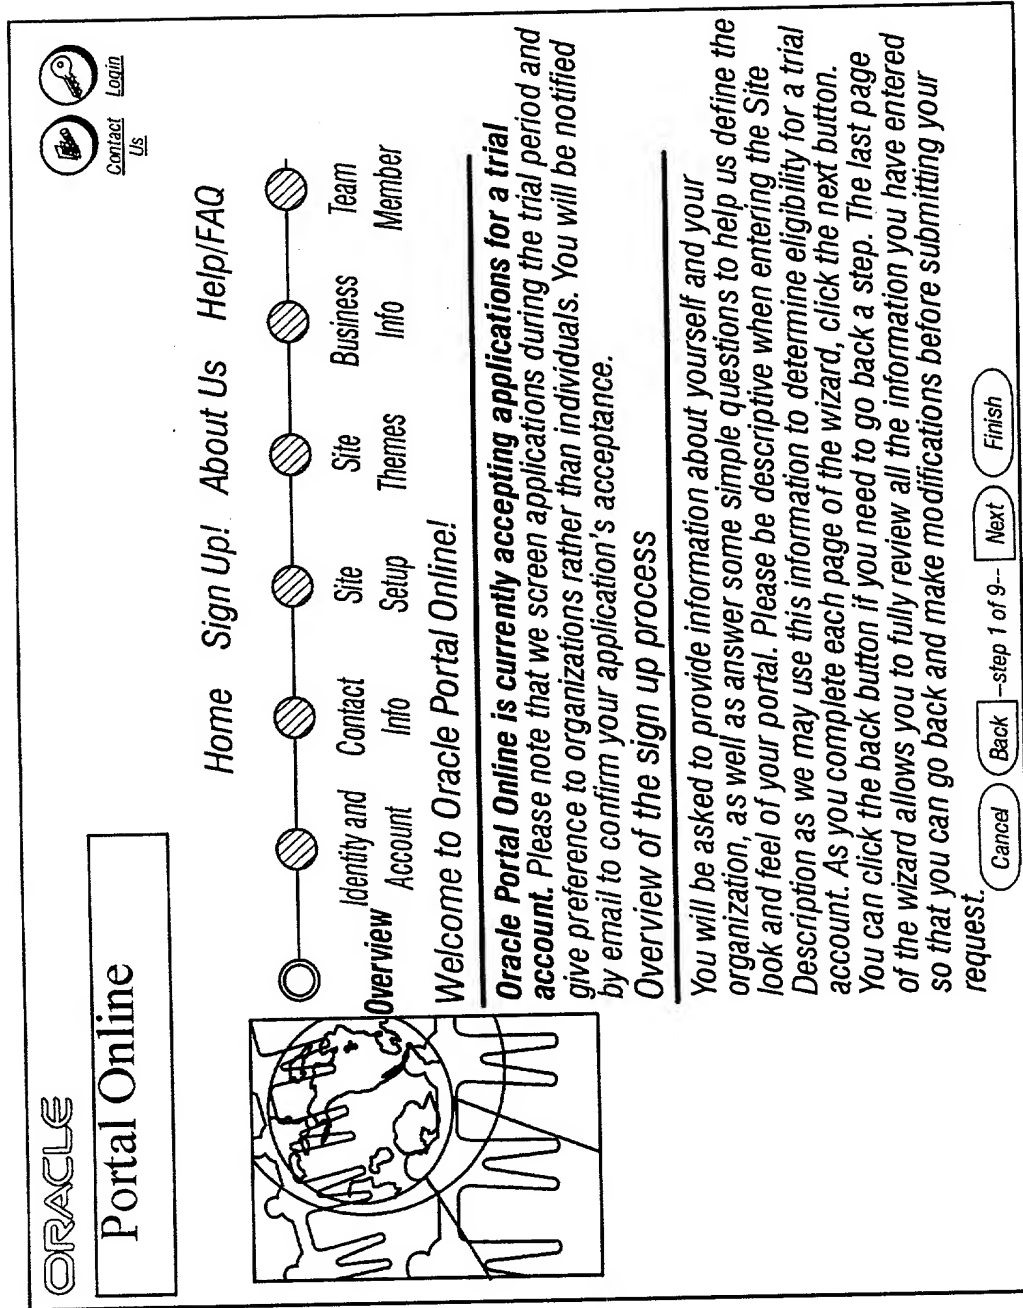 ORACLE
Portal Online
Contact Us
Login
Home Sign Up! About Us Help/FAQ
Overview
Identity and Account
Contact Info
Site Setup
Site Themes
Business Info
Team Member
Welcome to Oracle Portal Online!
Oracle Portal Online is currently accepting applications for a trial
account. Please note that we screen applications during the trial period and
give preference to organizations rather than individuals. You will be notified
by email to confirm your application's acceptance.
Overview of the sign up process
You will be asked to provide information about yourself and your
organization, as well as answer some simple questions to help us define the
look and feel of your portal. Please be descriptive when entering the Site
Description as we may use this information to determine eligibility for a trial
account. As you complete each page of the wizard, click the next button.
You can click the back button if you need to go back a step. The last page
of the wizard allows you to fully review all the information you have entered
so that you can go back and make modifications before submitting your
request.
Cancel Back –step 1 of 9-- Next Finish